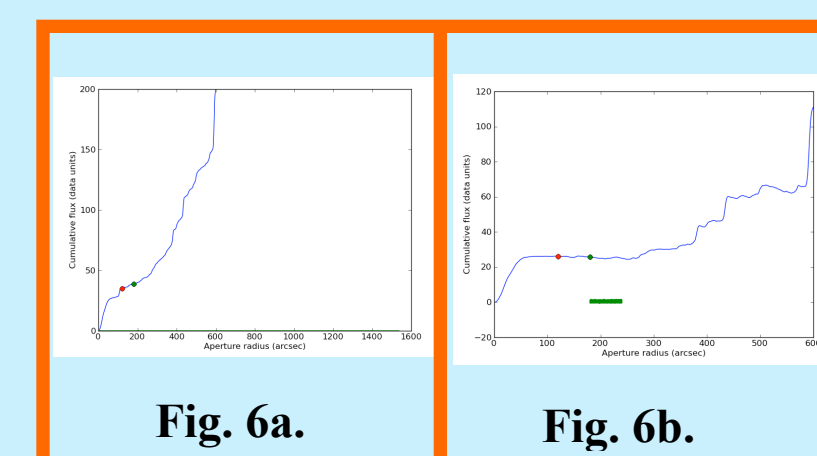 200
150
100
50
0
Cumulative flux (data units)
0 200 400 600 800 1000 1200 1400 1600
Aperture radius (arcsec)
Fig. 6a.
120
100
80
60
40
20
0
−20
Cumulative flux (data units)
0 100 200 300 400 500
Aperture radius (arcsec)
Fig. 6b.